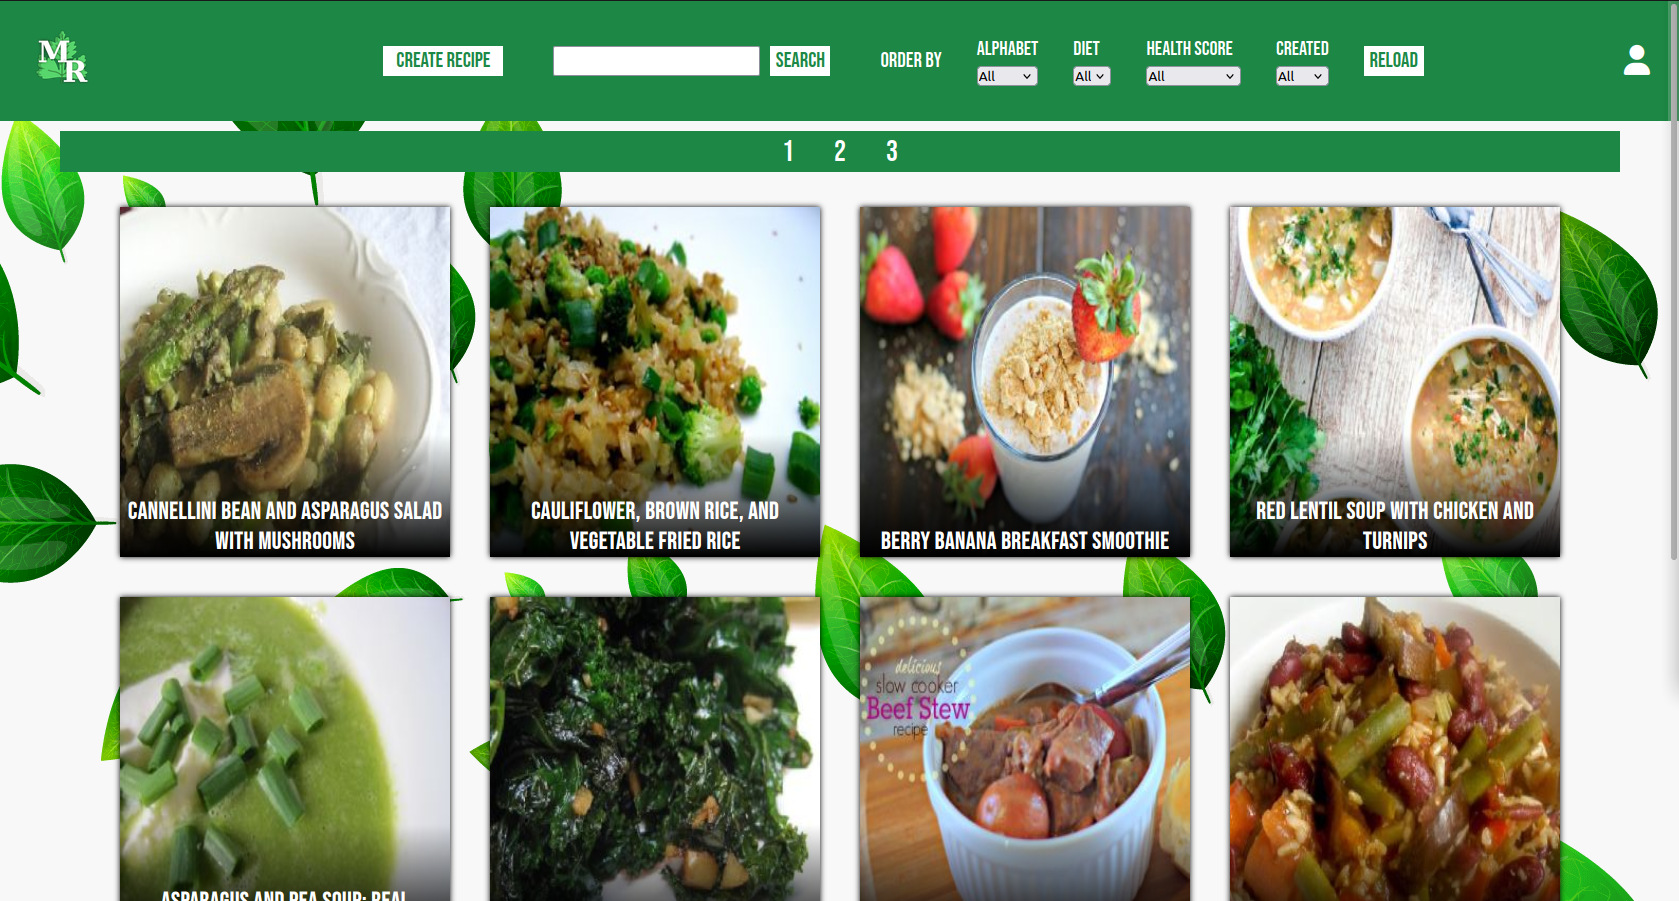 MR
CREATE RECIPE
SEARCH
ORDER BY
ALPHABET
All
DIET
All
HEALTH SCORE
All
CREATED
All
RELOAD
1 2 3
CANNELLINI BEAN AND ASPARAGUS SALAD
WITH MUSHROOMS
CAULIFLOWER, BROWN RICE, AND
VEGETABLE FRIED RICE
BERRY BANANA BREAKFAST SMOOTHIE
RED LENTIL SOUP WITH CHICKEN AND
TURNIPS
delicious
slow cooker
Beef Stew
recipe
ASPARAGUS AND PEA SOUP: REAL